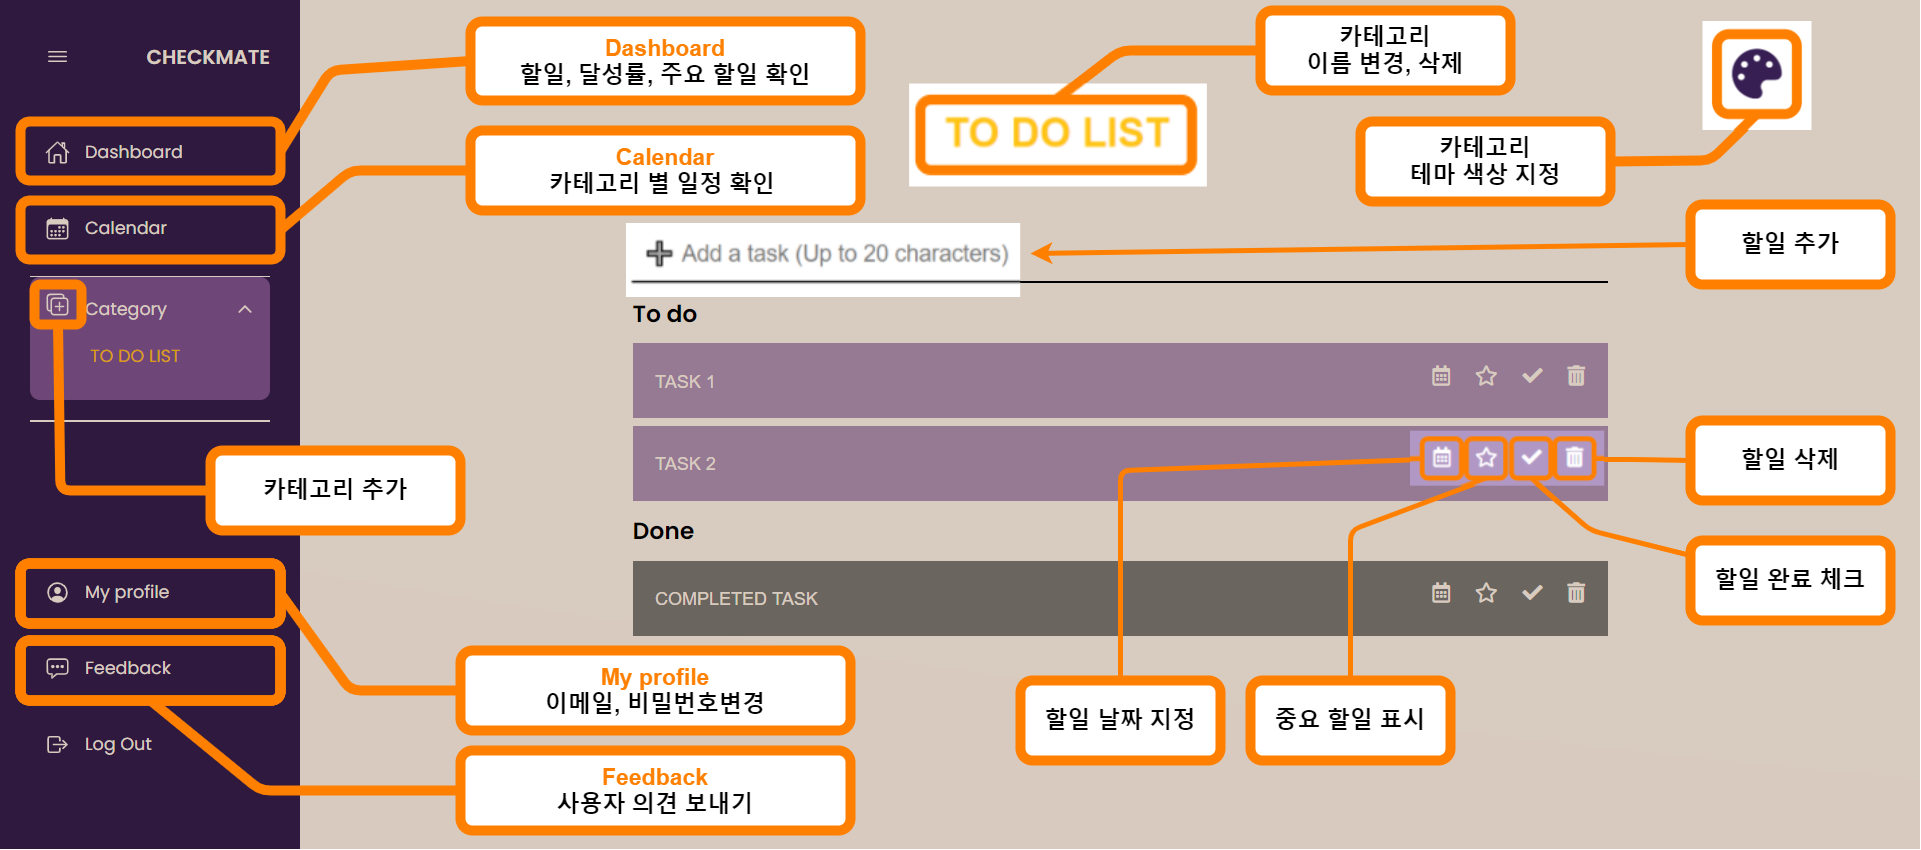 CHECKMATE
Dashboard
Calendar
Category
TO DO LIST
카테고리 추가
My profile
Feedback
Log Out
Dashboard
할일, 달성률, 주요 할일 확인
Calendar
카테고리 별 일정 확인
카테고리
이름 변경, 삭제
TO DO LIST
카테고리
테마 색상 지정
Add a task (Up to 20 characters)
할일 추가
To do
TASK 1
TASK 2
할일 삭제
Done
할일 완료 체크
COMPLETED TASK
My profile
이메일, 비밀번호변경
할일 날짜 지정
중요 할일 표시
Feedback
사용자 의견 보내기